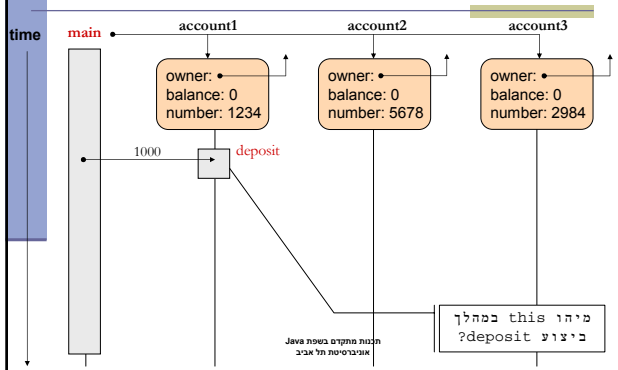 time
main
account1
account2
account3
owner:
balance: 0
number: 1234
owner:
balance: 0
number: 5678
owner:
balance: 0
number: 2984
1000
deposit
מיהו this במהלך
ביצוע deposit?
תכנות מתקדם בשפת Java
אוניברסיטת תל אביב